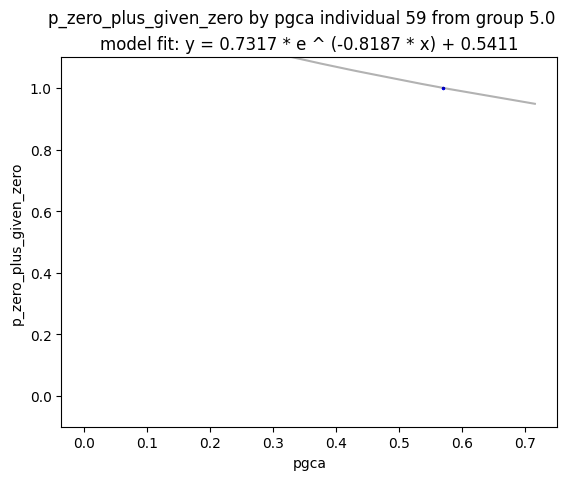 p_zero_plus_given_zero by pgca individual 59 from group 5.0
model fit: y = 0.7317 * e ^ (-0.8187 * x) + 0.5411
1.0
0.8
0.6
0.4
0.2
0.0
p_zero_plus_given_zero
0.0 0.1 0.2 0.3 0.4 0.5 0.6 0.7
pgca